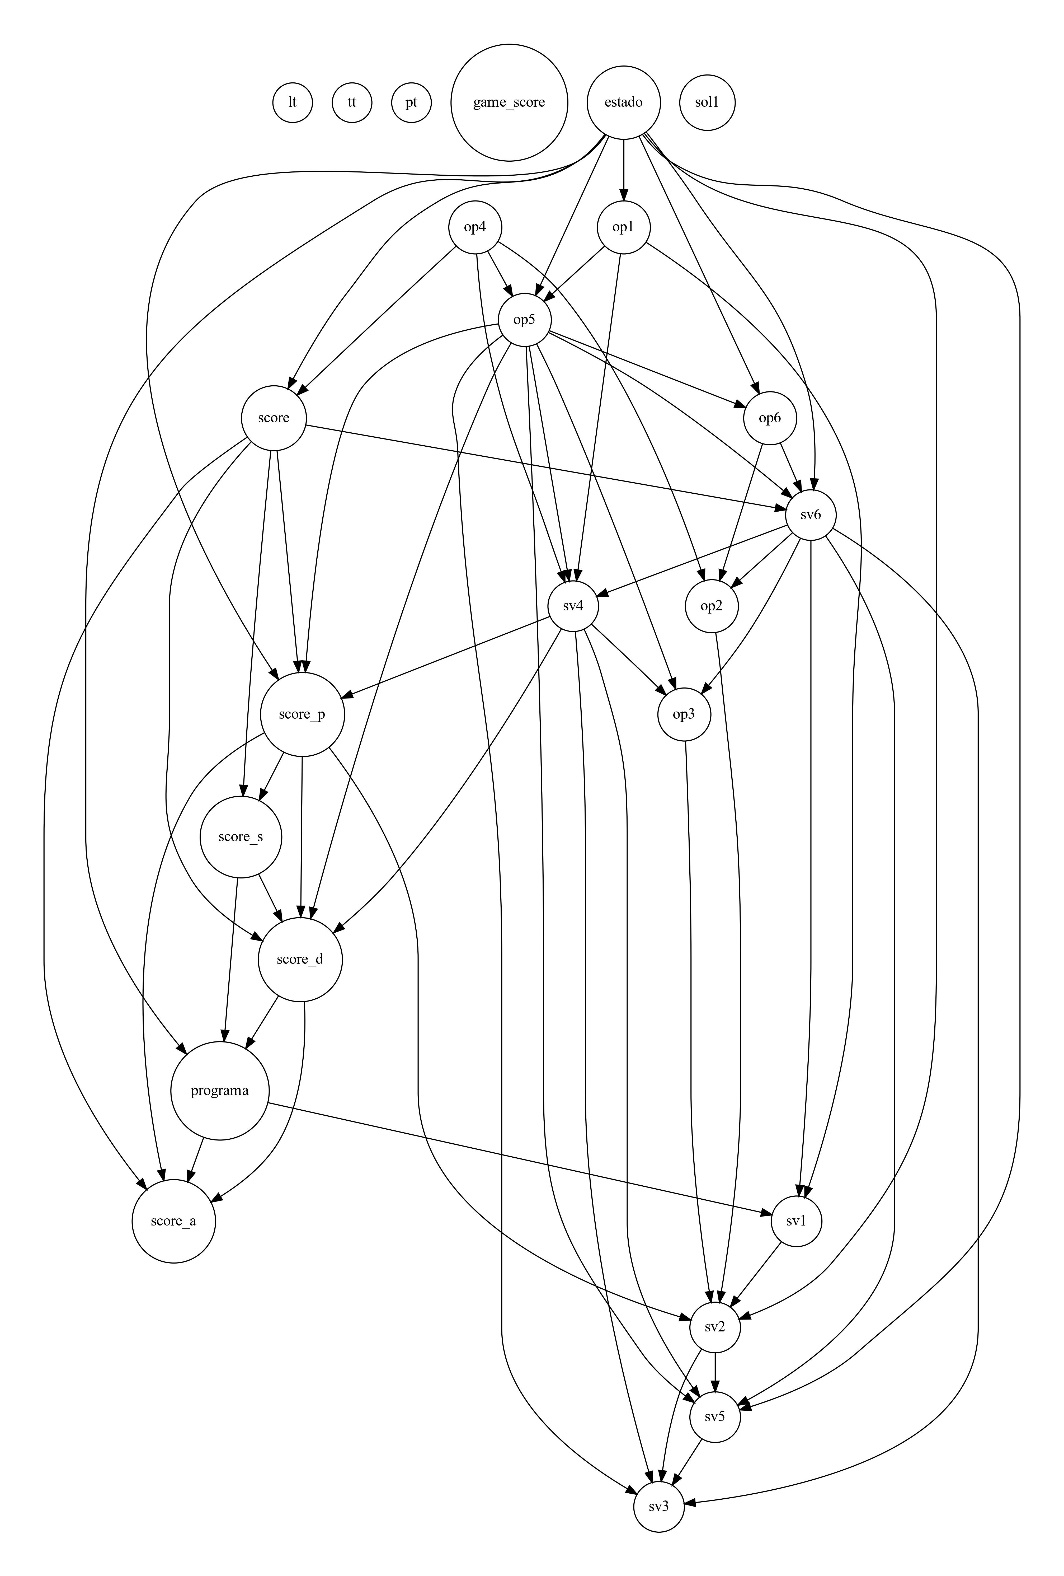 lt
tt
pt
game_score
estado
sol1
op4
op1
op5
score
op6
sv6
sv4
op2
score_p
op3
score_s
score_d
programa
score_a
sv1
sv2
sv5
sv3